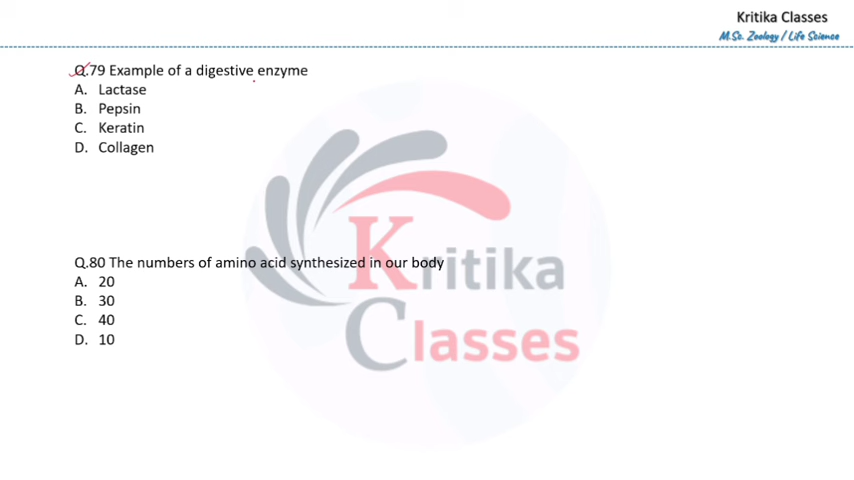 Kritika Classes
M.Sc. Zoology / Life Science
Q.79 Example of a digestive enzyme
A. Lactase
B. Pepsin
C. Keratin
D. Collagen
Q.80 The numbers of amino acid synthesized in our body
A. 20
B. 30
C. 40
D. 10
Kritika
Classes